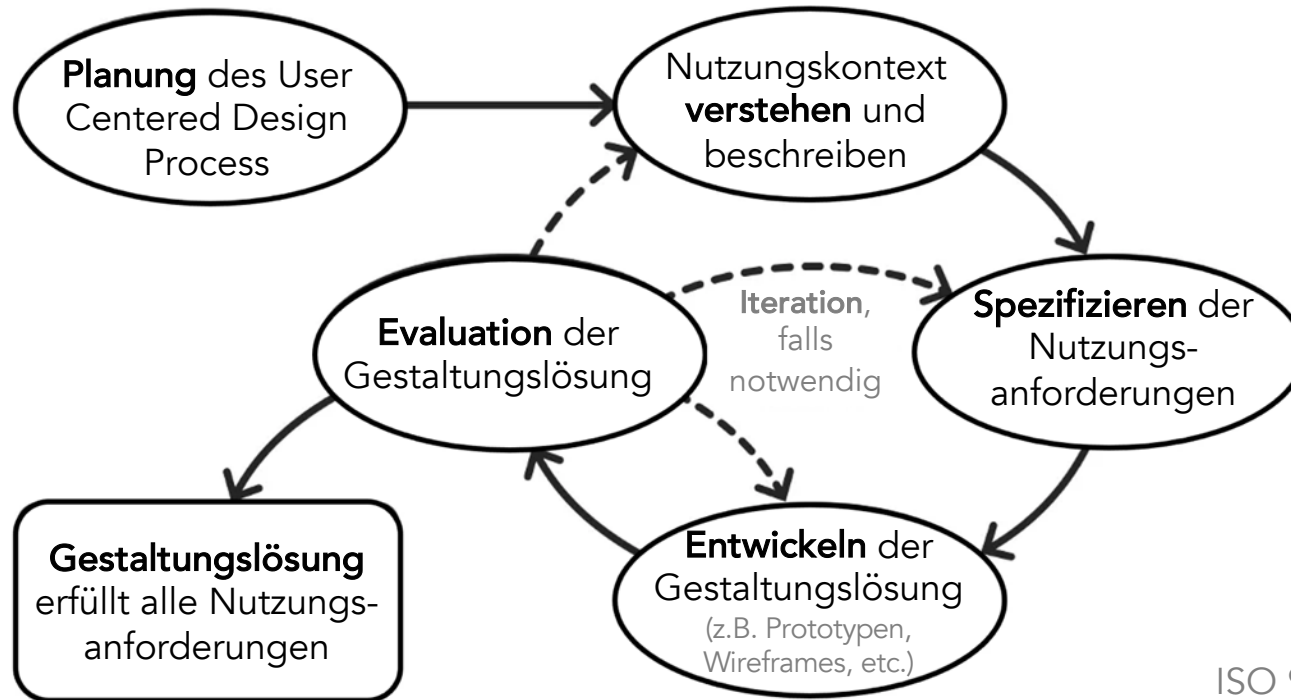 Planung des User
Centered Design
Process
Nutzungskontext
verstehen und
beschreiben
Evaluation der
Gestaltungslösung
Iteration,
falls
notwendig
Spezifizieren der
Nutzungs-
anforderungen
Gestaltungslösung
erfüllt alle Nutzungs-
anforderungen
Entwickeln der
Gestaltungslösung
(z.B. Prototypen,
Wireframes, etc.)
ISO